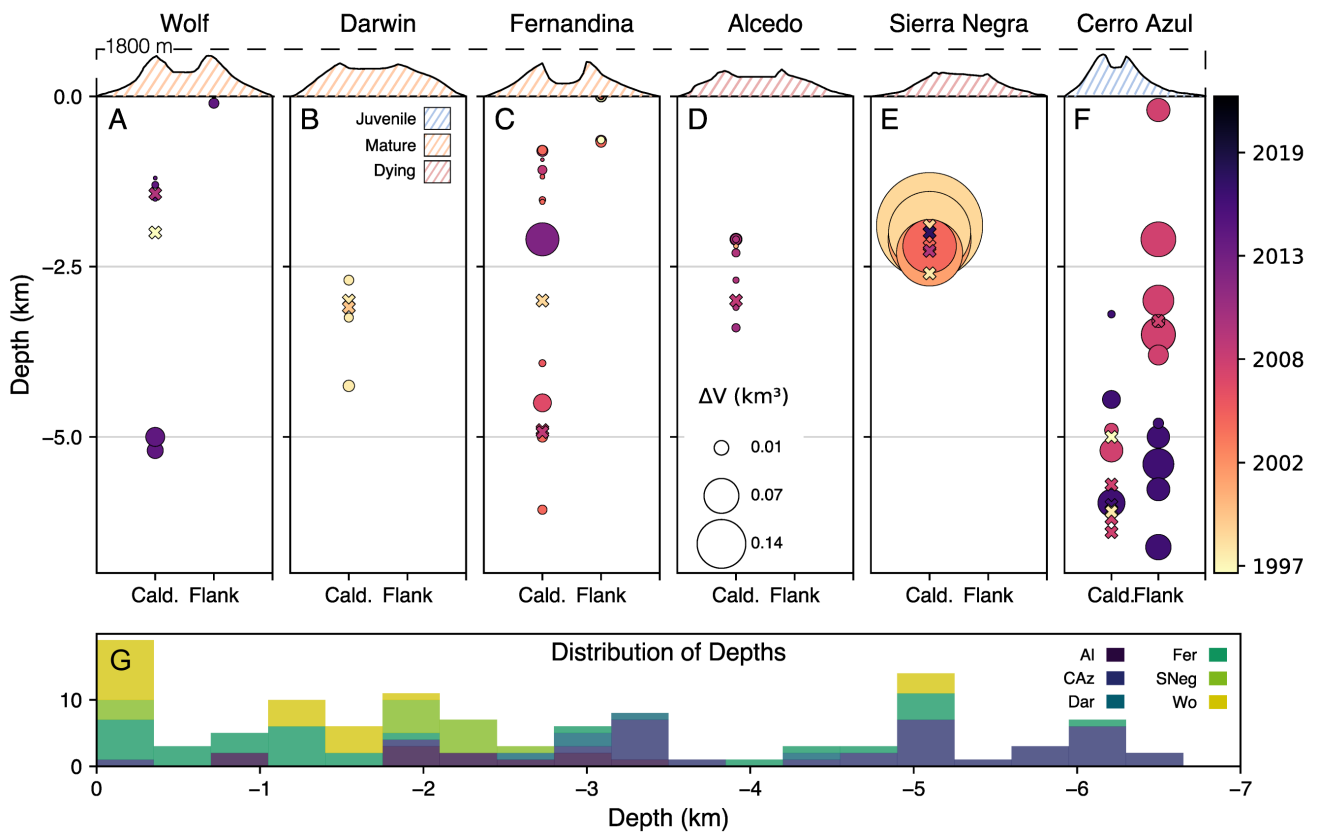 Wolf Darwin Fernandina Alcedo Sierra Negra Cerro Azul
1800 m
0.0
A B C D E F
Juvenile
Mature
Dying
2019
2013
2008
2002
1997
−2.5
−5.0
Depth (km)
ΔV (km³)
0.01
0.07
0.14
Cald. Flank Cald. Flank Cald. Flank Cald. Flank Cald. Flank Cald.Flank
G
Distribution of Depths
Al Fer
CAz SNeg
Dar Wo
10
0
0 −1 −2 −3 −4 −5 −6 −7
Depth (km)